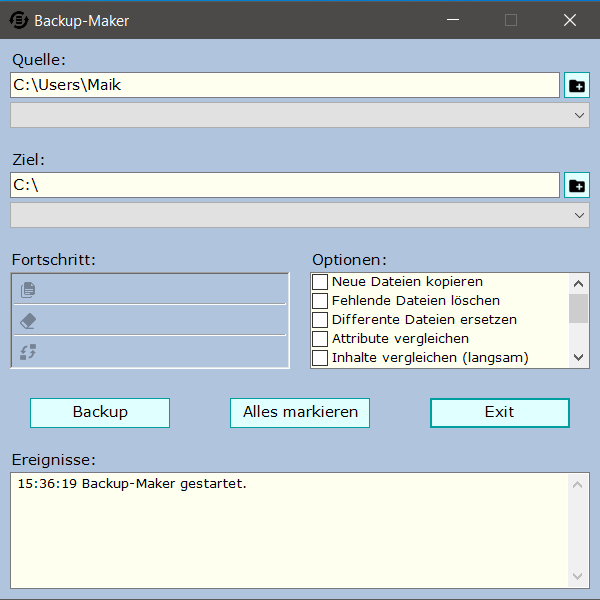 Backup-Maker
Quelle:
C:\Users\Maik
Ziel:
C:\
Fortschritt:
Optionen:
Neue Dateien kopieren
Fehlende Dateien löschen
Differente Dateien ersetzen
Attribute vergleichen
Inhalte vergleichen (langsam)
Backup
Alles markieren
Exit
Ereignisse:
15:36:19 Backup-Maker gestartet.